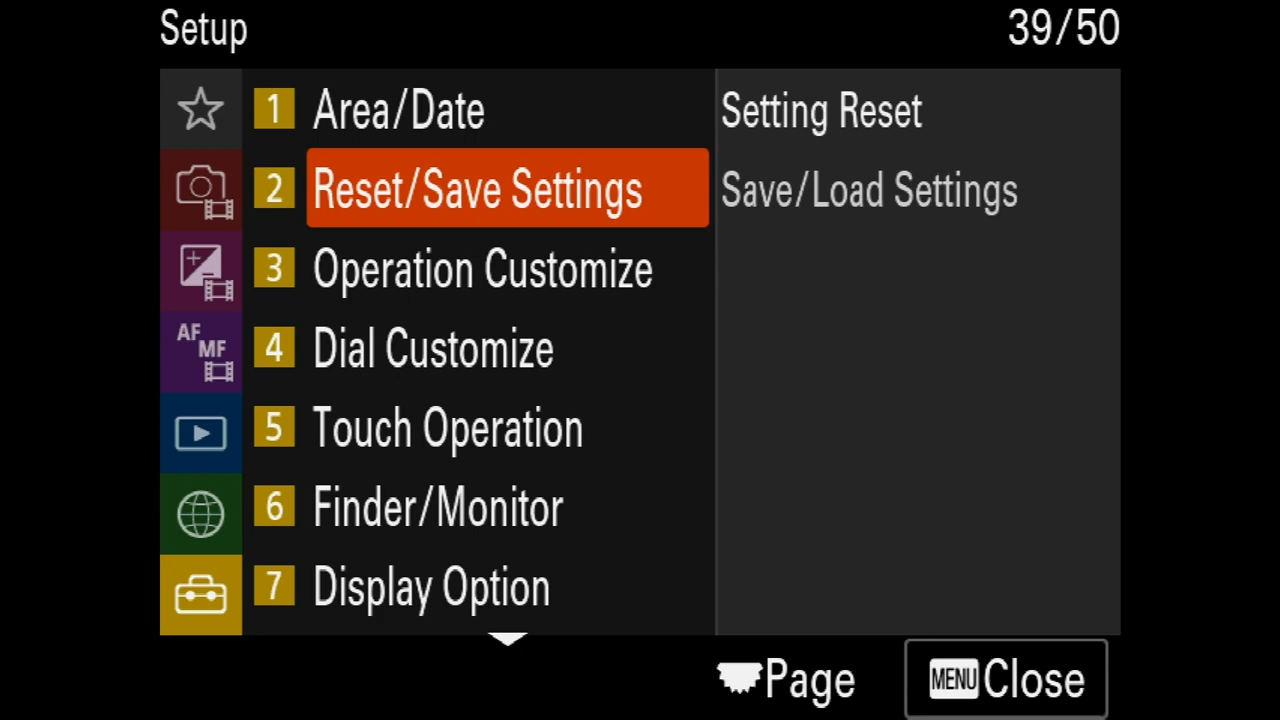 Setup 39/50
1 Area/Date
2 Reset/Save Settings
3 Operation Customize
4 Dial Customize
5 Touch Operation
6 Finder/Monitor
7 Display Option
Setting Reset
Save/Load Settings
AF
MF
Page MENU Close